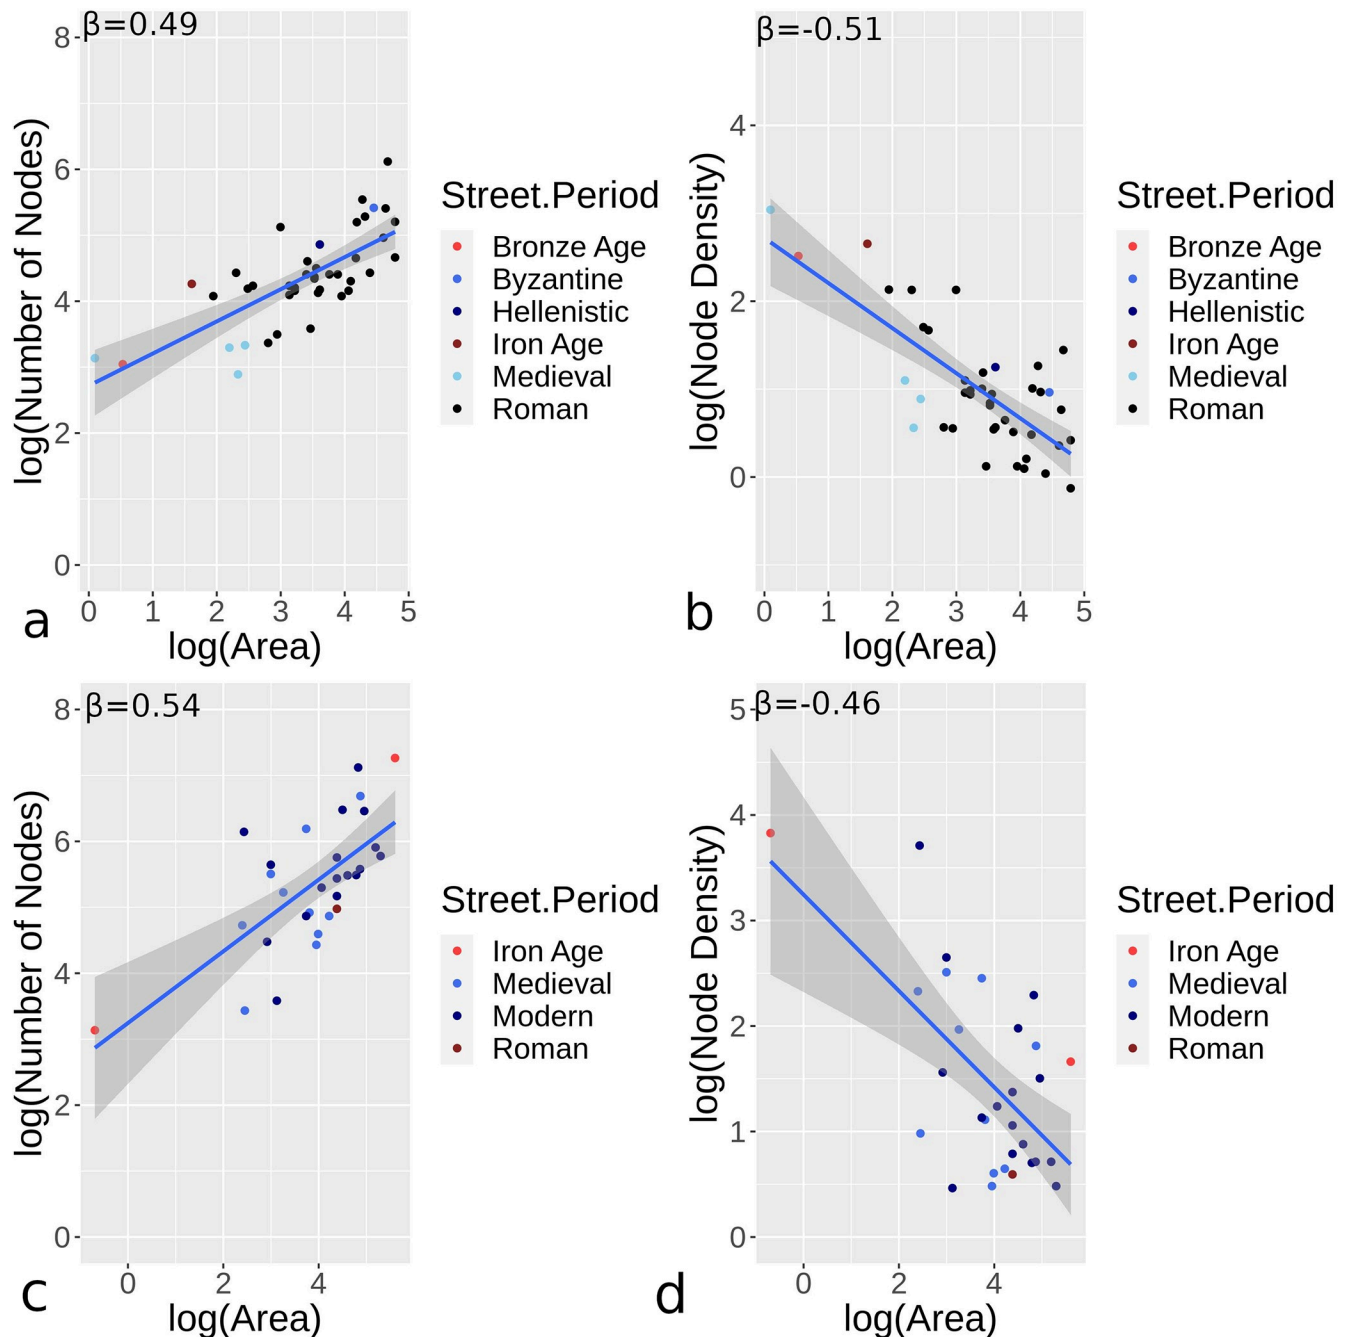 β=0.49
log(Number of Nodes)
8
6
4
2
0
0 1 2 3 4 5
log(Area)
a
Street.Period
Bronze Age
Byzantine
Hellenistic
Iron Age
Medieval
Roman
β=-0.51
log(Node Density)
4
2
0
0 1 2 3 4 5
log(Area)
b
Street.Period
Bronze Age
Byzantine
Hellenistic
Iron Age
Medieval
Roman
β=0.54
log(Number of Nodes)
8
6
4
2
0
0 2 4
log(Area)
c
Street.Period
Iron Age
Medieval
Modern
Roman
β=-0.46
log(Node Density)
5
4
3
2
1
0
0 2 4
log(Area)
d
Street.Period
Iron Age
Medieval
Modern
Roman